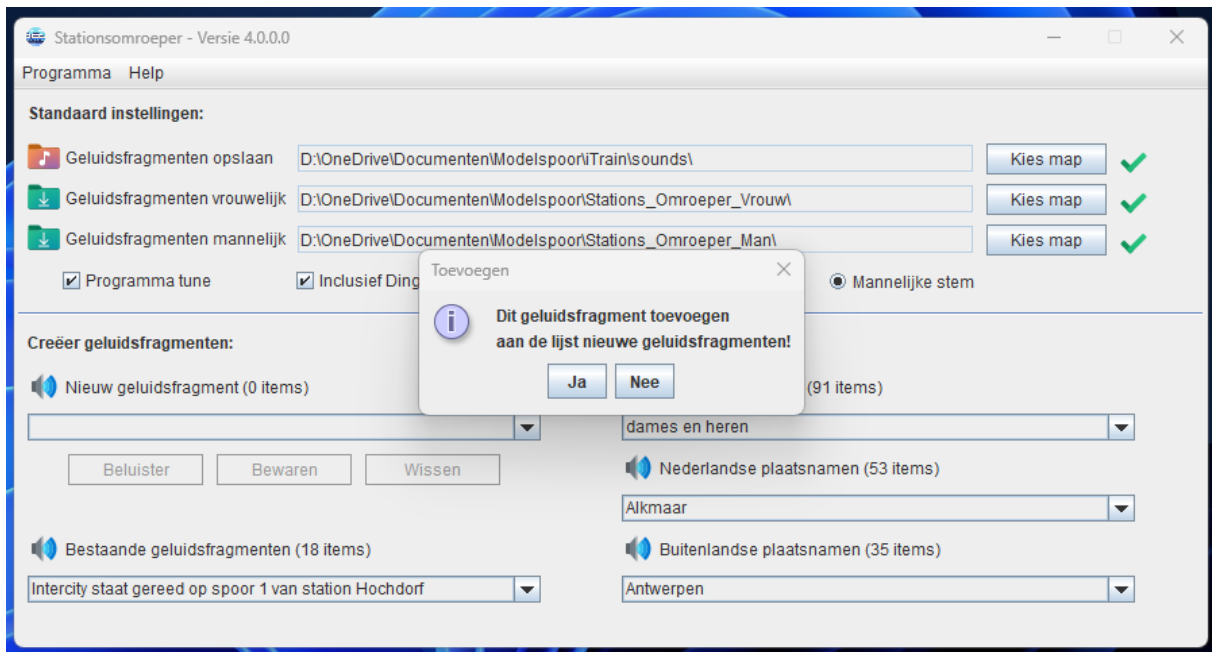 Stationsomroeper - Versie 4.0.0.0
Programma Help
Standaard instellingen:
Geluidsfragmenten opslaan D:\OneDrive\Documenten\Modelspoor\iTrain\sounds\ Kies map
Geluidsfragmenten vrouwelijk D:\OneDrive\Documenten\Modelspoor\Stations_Omroeper_Vrouw\ Kies map
Geluidsfragmenten mannelijk D:\OneDrive\Documenten\Modelspoor\Stations_Omroeper_Man\ Kies map
Programma tune Inclusief Ding Mannelijke stem
Toevoegen
Dit geluidsfragment toevoegen
aan de lijst nieuwe geluidsfragmenten!
Ja Nee
Creëer geluidsfragmenten:
Nieuw geluidsfragment (0 items) (91 items)
dames en heren
Beluister Bewaren Wissen Nederlandse plaatsnamen (53 items)
Alkmaar
Bestaande geluidsfragmenten (18 items) Buitenlandse plaatsnamen (35 items)
Intercity staat gereed op spoor 1 van station Hochdorf Antwerpen